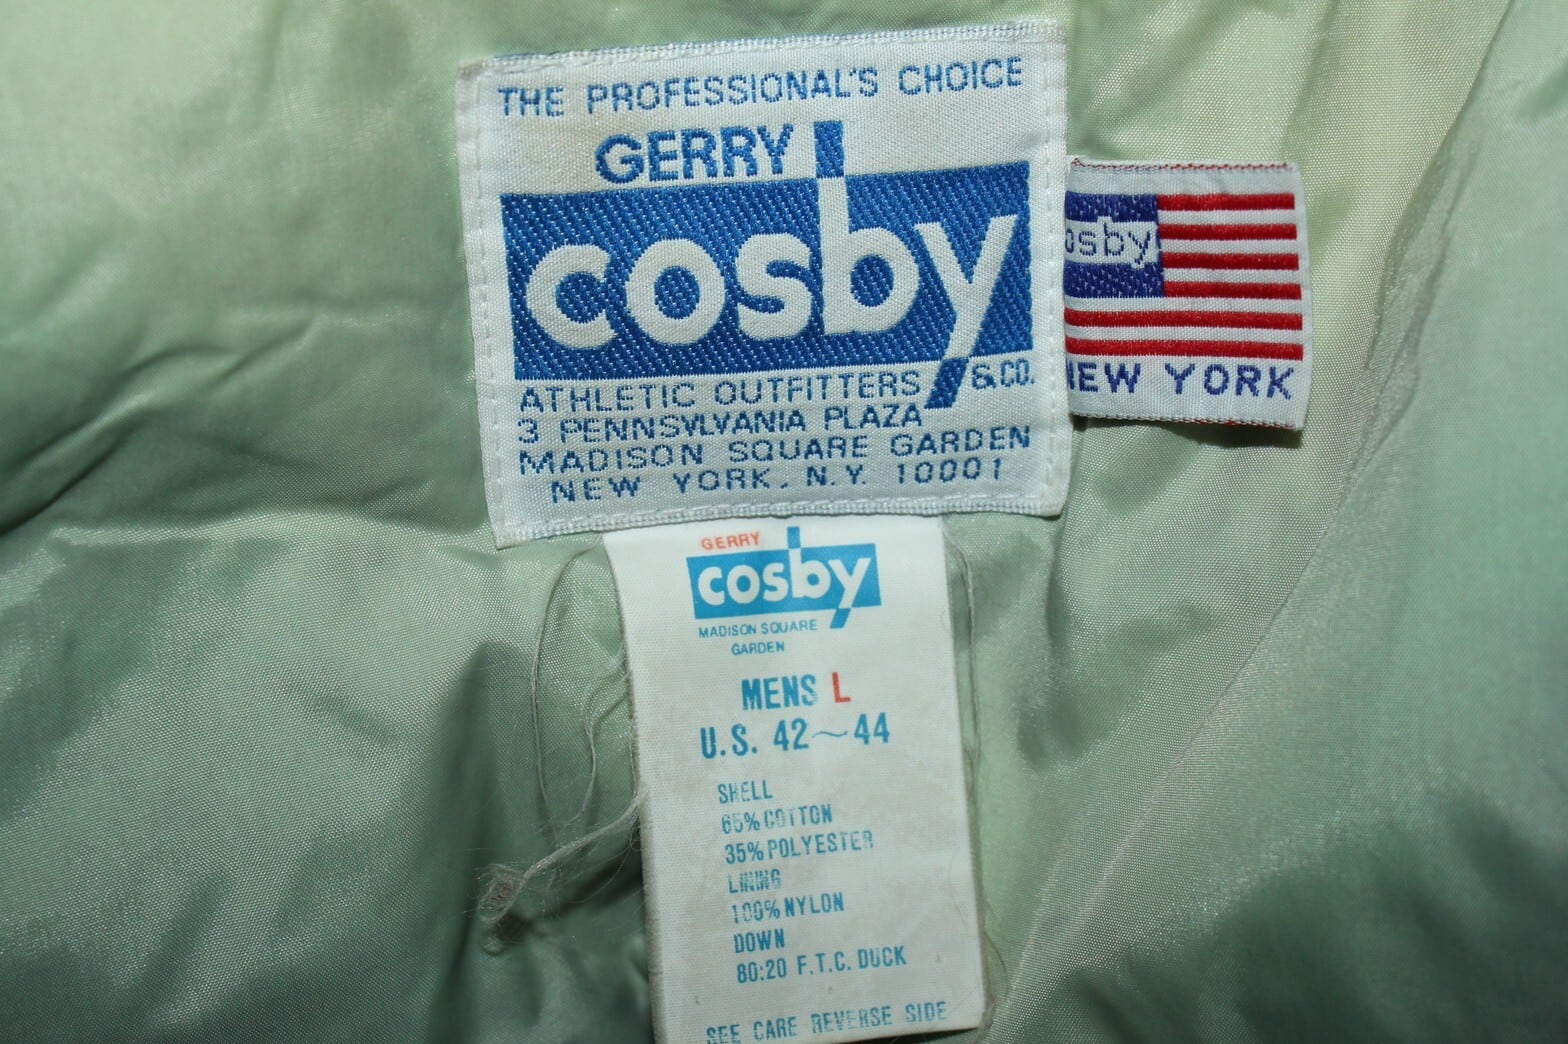 THE PROFESSIONAL'S CHOICE
GERRY
cosby
ATHLETIC OUTFITTERS & CO.
3 PENNSYLVANIA PLAZA
MADISON SQUARE GARDEN
NEW YORK, N.Y. 10001
osby
EW YORK
GERRY
cosby
MADISON SQUARE
GARDEN
MENS L
U.S. 42~44
SHELL
65% COTTON
35% POLYESTER
LINING
100% NYLON
DOWN
80:20 F.T.C. DUCK
SEE CARE REVERSE SIDE